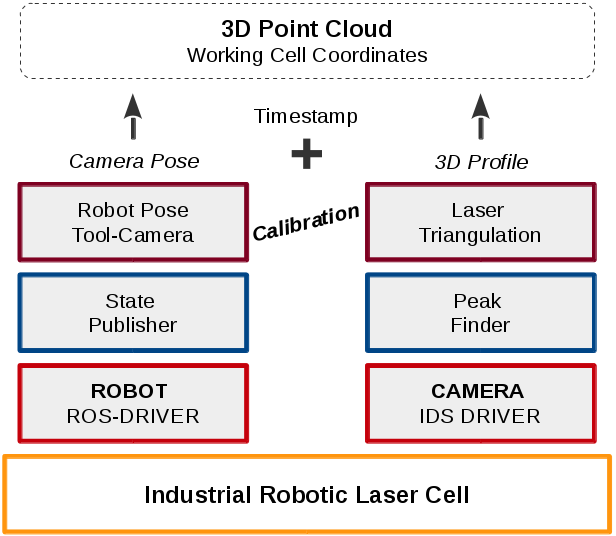 3D Point Cloud
Working Cell Coordinates
Timestamp
Camera Pose
3D Profile
Robot Pose
Tool-Camera
Calibration
Laser
Triangulation
State
Publisher
Peak
Finder
ROBOT
ROS-DRIVER
CAMERA
IDS DRIVER
Industrial Robotic Laser Cell